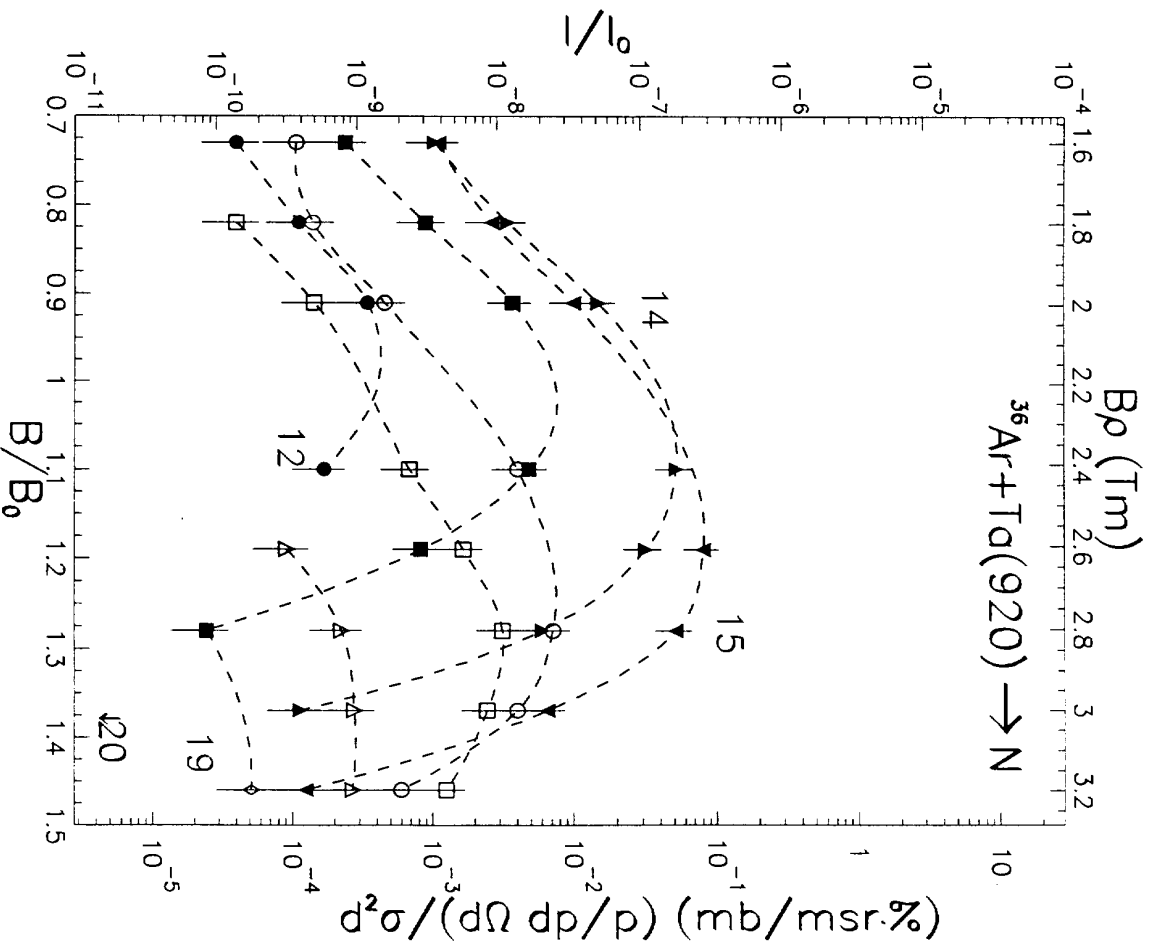 Bρ (Tm)
1.6 1.8 2 2.2 2.4 2.6 2.8 3 3.2
³⁶Ar+Ta(920) → N
I/I₀
10⁻⁴
10⁻⁵
10⁻⁶
10⁻⁷
10⁻⁸
10⁻⁹
10⁻¹⁰
10⁻¹¹
14
15
12
19
↲20
0.7 0.8 0.9 1 1.1 1.2 1.3 1.4 1.5
B/B₀
10
1
10⁻¹
10⁻²
10⁻³
10⁻⁴
10⁻⁵
d²σ/(dΩ dp/p) (mb/msr.%)